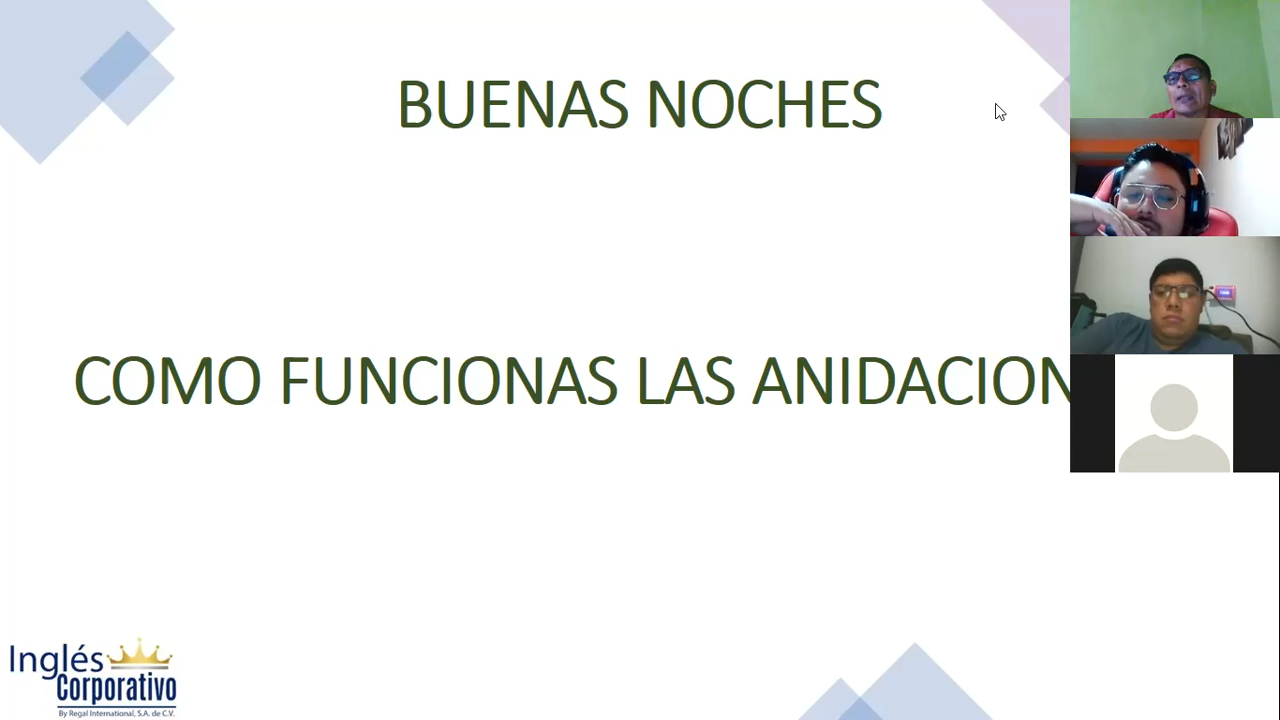 BUENAS NOCHES
COMO FUNCIONAS LAS ANIDACION
Inglés
Corporativo
By Regal International, S.A. de C.V.